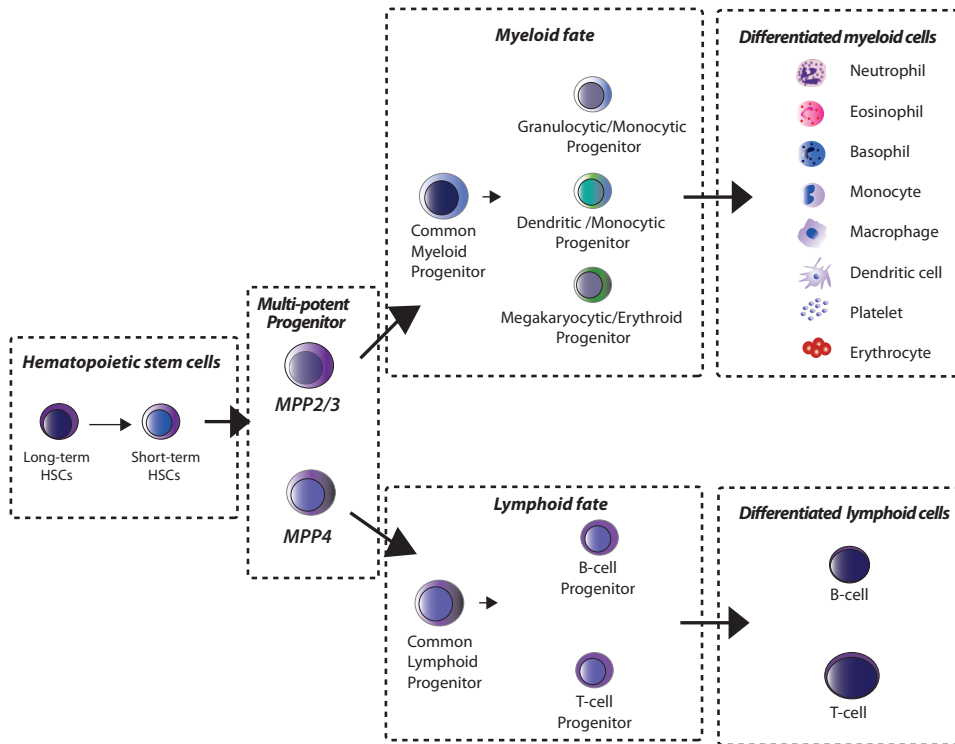 Hematopoietic stem cells
Long-term
HSCs
Short-term
HSCs
Multi-potent
Progenitor
MPP2/3
MPP4
Myeloid fate
Common
Myeloid
Progenitor
Granulocytic/Monocytic
Progenitor
Dendritic /Monocytic
Progenitor
Megakaryocytic/Erythroid
Progenitor
Differentiated myeloid cells
Neutrophil
Eosinophil
Basophil
Monocyte
Macrophage
Dendritic cell
Platelet
Erythrocyte
Lymphoid fate
Common
Lymphoid
Progenitor
B-cell
Progenitor
T-cell
Progenitor
Differentiated lymphoid cells
B-cell
T-cell